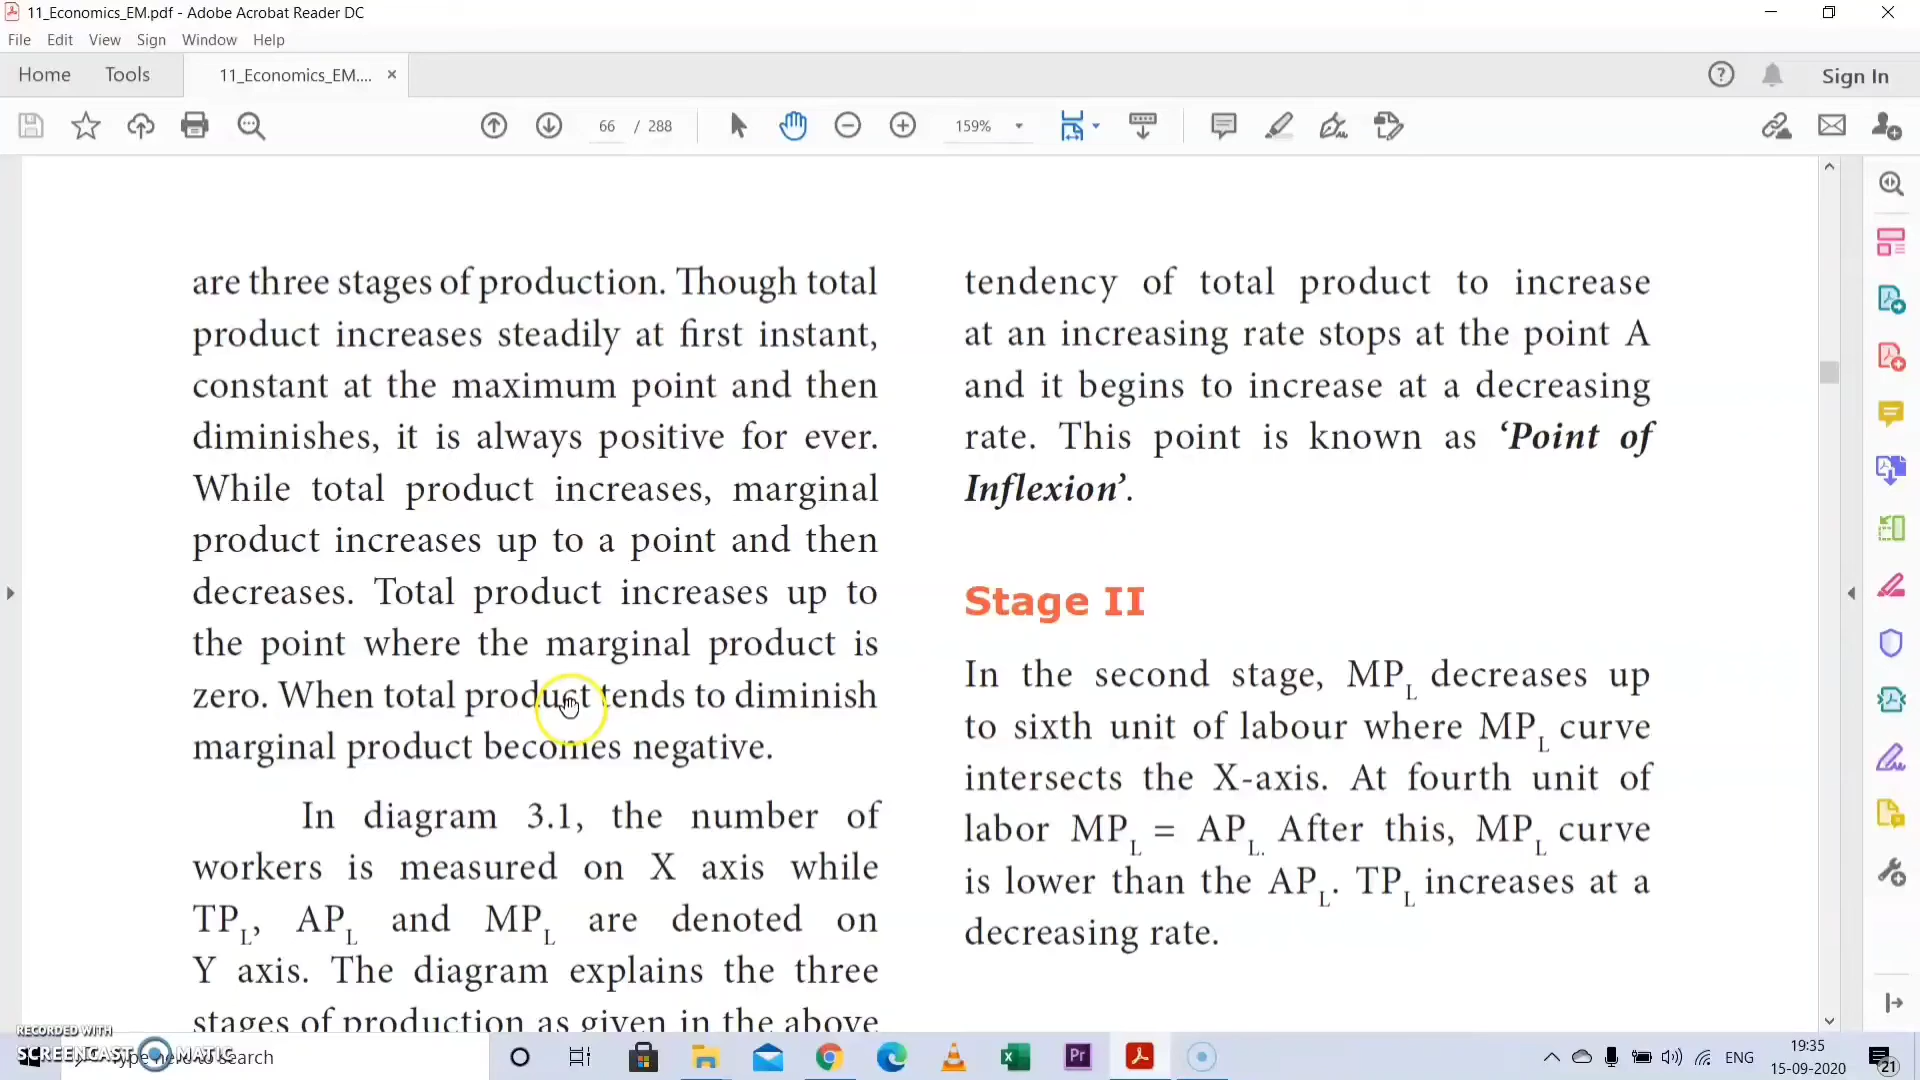 11_Economics_EM.pdf - Adobe Acrobat Reader DC
File Edit View Sign Window Help
Home Tools 11_Economics_EM.... × Sign In
66 / 288 159%
are three stages of production. Though total
product increases steadily at first instant,
constant at the maximum point and then
diminishes, it is always positive for ever.
While total product increases, marginal
product increases up to a point and then
decreases. Total product increases up to
the point where the marginal product is
zero. When total product tends to diminish
marginal product becomes negative.
In diagram 3.1, the number of
workers is measured on X axis while
TPL, APL and MPL are denoted on
Y axis. The diagram explains the three
stages of production as given in the above
tendency of total product to increase
at an increasing rate stops at the point A
and it begins to increase at a decreasing
rate. This point is known as ‘Point of
Inflexion’.
Stage II
In the second stage, MPL decreases up
to sixth unit of labour where MPL curve
intersects the X-axis. At fourth unit of
labor MPL = APL. After this, MPL curve
is lower than the APL. TPL increases at a
decreasing rate.
RECORDED WITH
SCREENCAST MATIC
Type here to search
Pr
ENG
19:35
15-09-2020
21